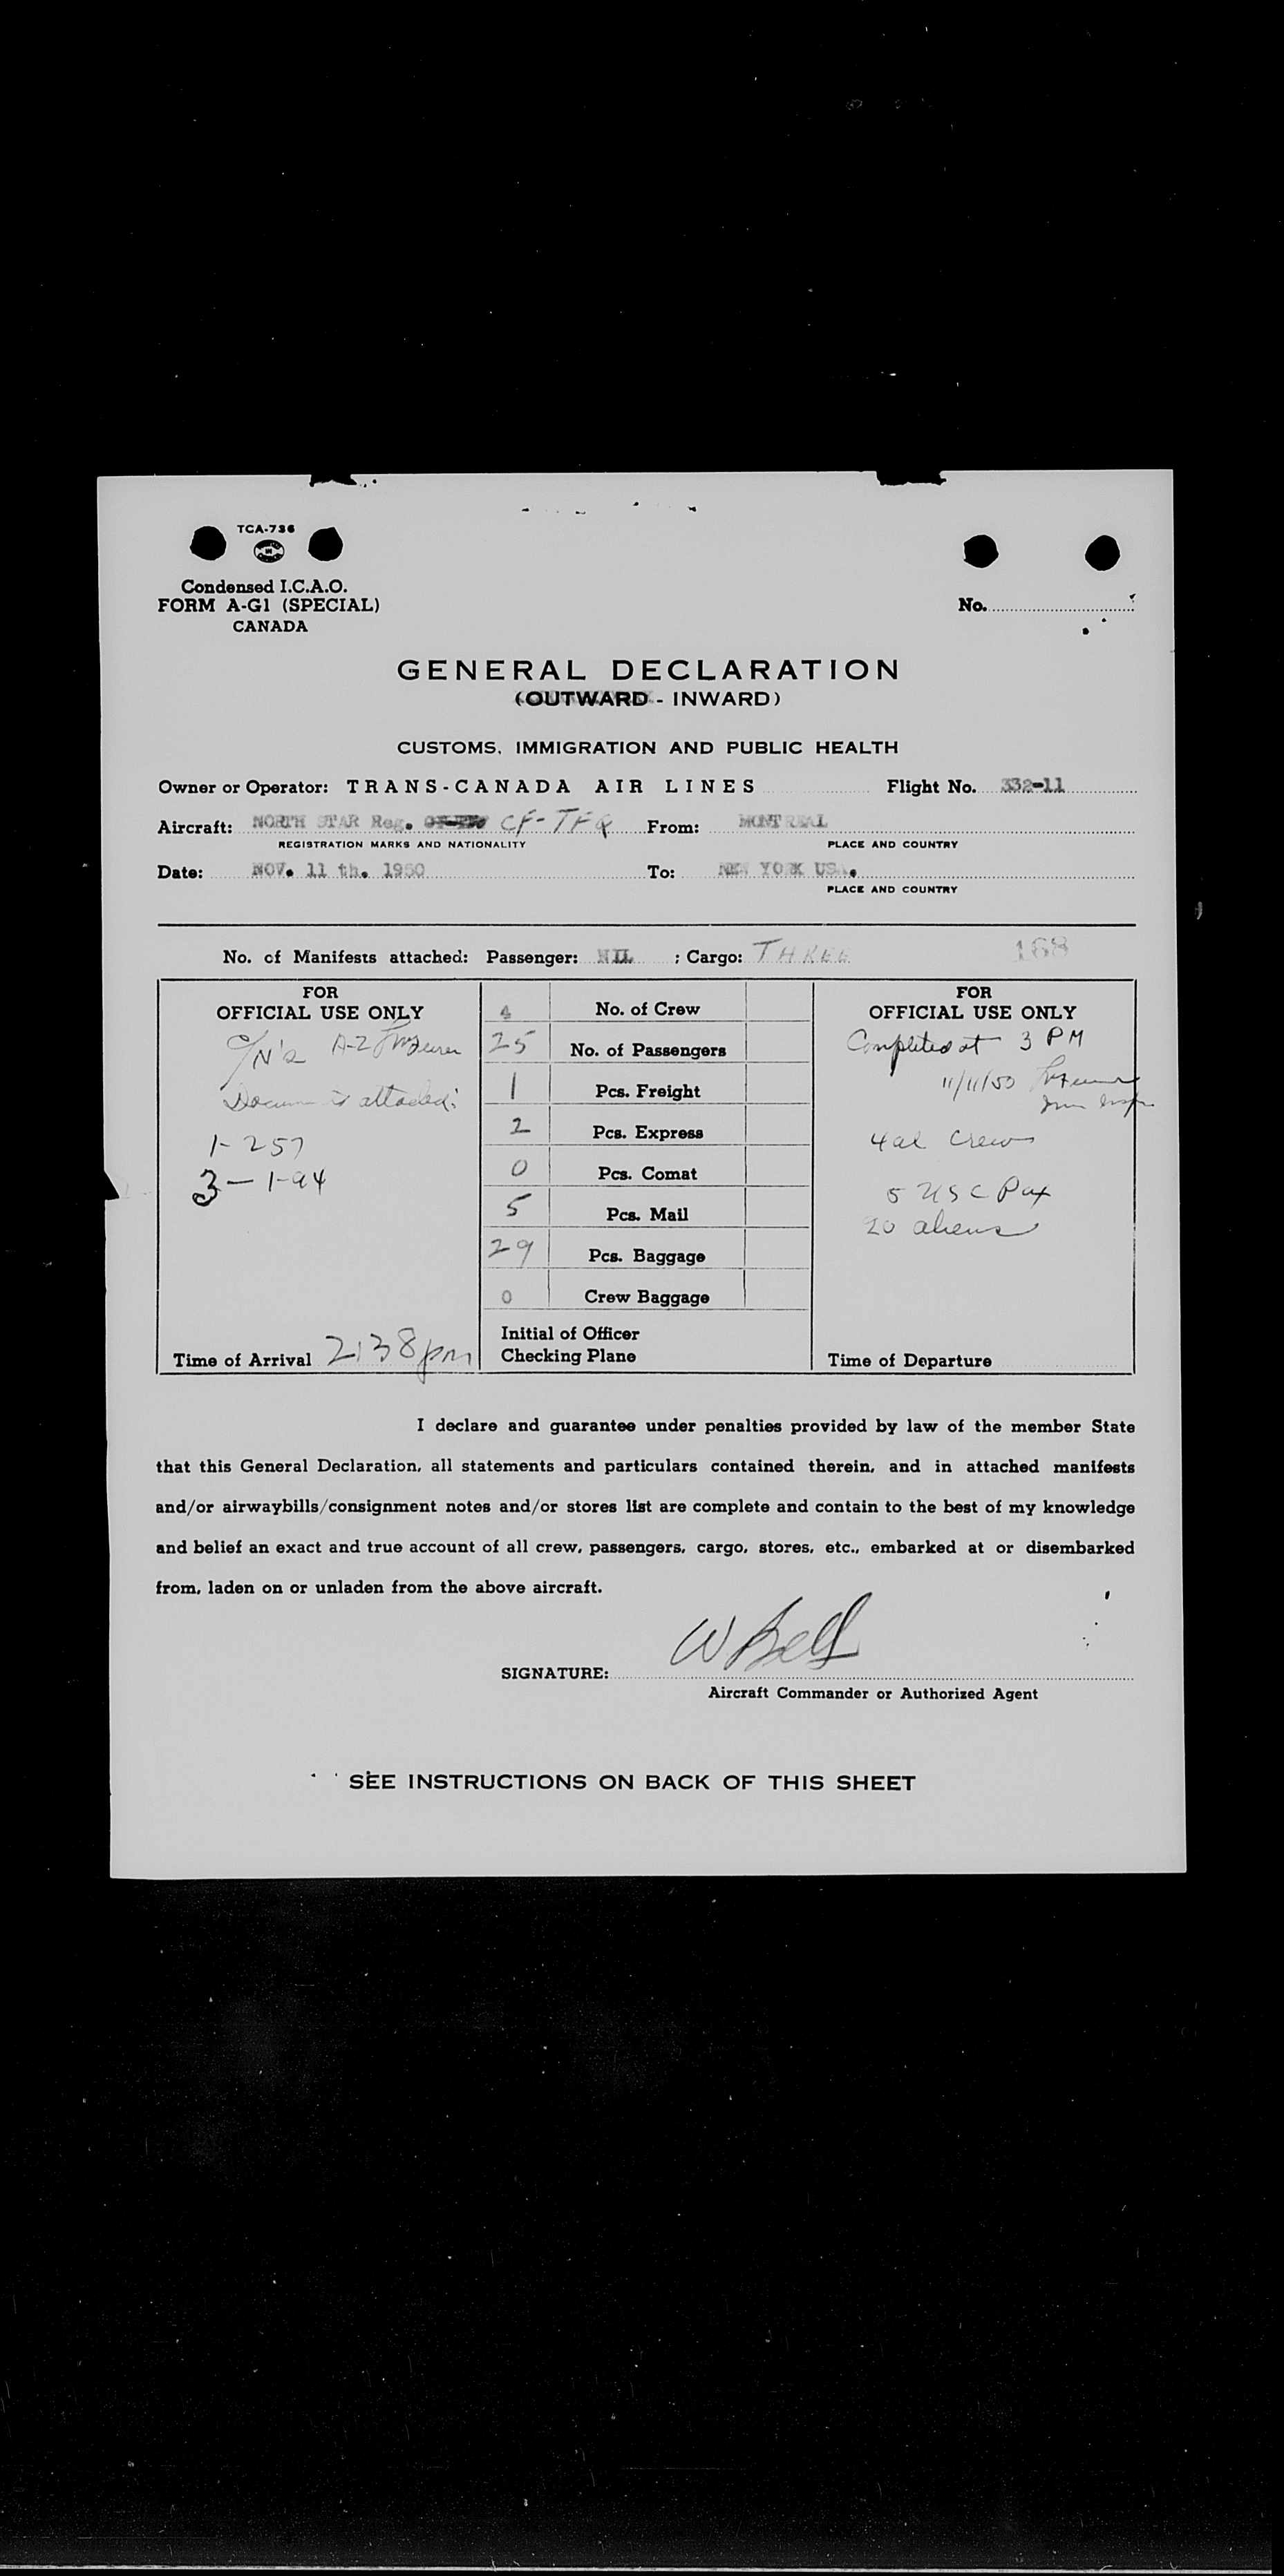 TCA-736
Condensed I.C.A.O.
FORM A-G1 (SPECIAL)
CANADA
No.
GENERAL DECLARATION
(OUTWARD - INWARD)
CUSTOMS, IMMIGRATION AND PUBLIC HEALTH
Owner or Operator: TRANS-CANADA AIR LINES Flight No. 332-11
Aircraft: NORTH STAR Reg. CF-TFQ From: MONTREAL
REGISTRATION MARKS AND NATIONALITY PLACE AND COUNTRY
Date: NOV. 11 th. 1950 To: NEW YORK USA.
PLACE AND COUNTRY
168
No. of Manifests attached: Passenger: NIL ; Cargo: THREE
FOR
OFFICIAL USE ONLY
A-2
attached:
1-257
3-1-94
Time of Arrival 2138pm
4 No. of Crew
25 No. of Passengers
1 Pcs. Freight
2 Pcs. Express
0 Pcs. Comat
5 Pcs. Mail
29 Pcs. Baggage
0 Crew Baggage
Initial of Officer
Checking Plane
FOR
OFFICIAL USE ONLY
Completed at 3 PM
11/11/50
4 al crew
5 USC Pax
20 aliens
Time of Departure
I declare and guarantee under penalties provided by law of the member State
that this General Declaration, all statements and particulars contained therein, and in attached manifests
and/or airwaybills/consignment notes and/or stores list are complete and contain to the best of my knowledge
and belief an exact and true account of all crew, passengers, cargo, stores, etc., embarked at or disembarked
from, laden on or unladen from the above aircraft.
SIGNATURE: W Bell
Aircraft Commander or Authorized Agent
SEE INSTRUCTIONS ON BACK OF THIS SHEET